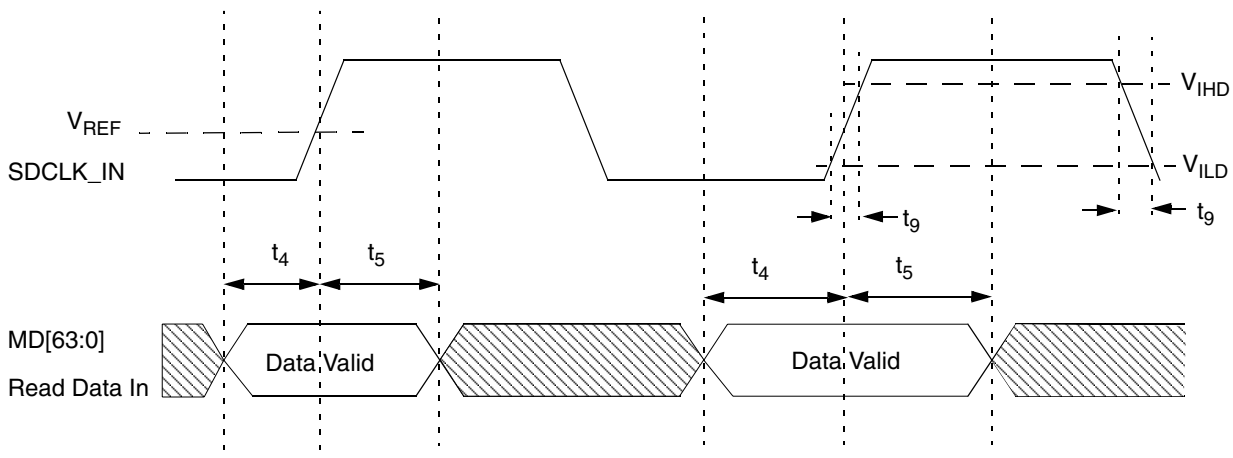 V_IHD
V_REF
SDCLK_IN
V_ILD
t_9
t_9
t_4
t_5
t_4
t_5
MD[63:0]
Data Valid
Data Valid
Read Data In